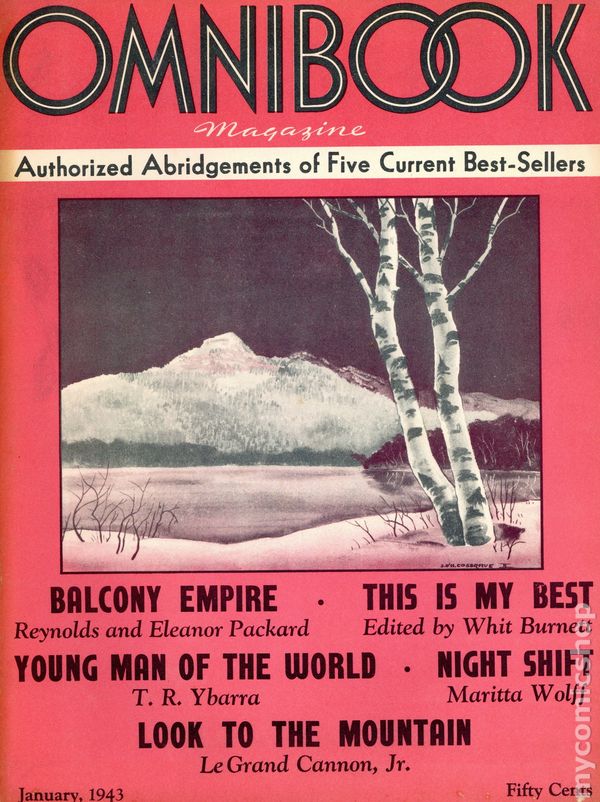 OMNIBOOK
Magazine
Authorized Abridgements of Five Current Best-Sellers
J. O'H. COSGRAVE II
BALCONY EMPIRE · THIS IS MY BEST
Reynolds and Eleanor Packard Edited by Whit Burnett
YOUNG MAN OF THE WORLD · NIGHT SHIFT
T. R. Ybarra Maritta Wolff
LOOK TO THE MOUNTAIN
Le Grand Cannon, Jr.
January, 1943 Fifty Cents
mycomicshop